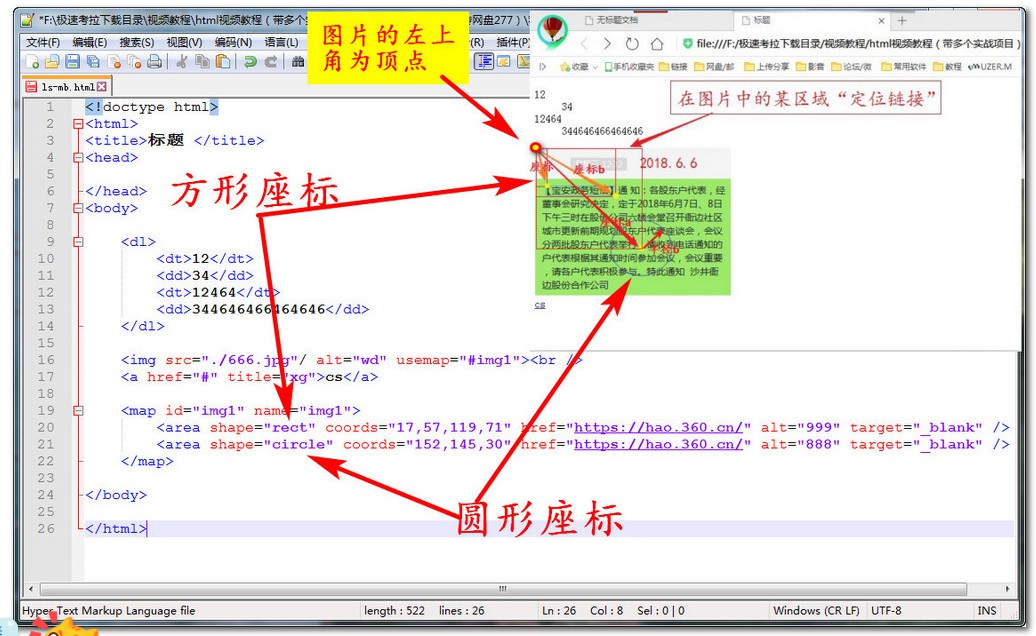 *"F:\极速考拉下载目录\视频教程\html视频教程（带多个实
网盘277）\
图片的左上
角为顶点
文件(F) 编辑(E) 搜索(S) 视图(V) 编码(N) 语言(L)
(R) 插件(P)
无标题文档
标题
file:///F:/极速考拉下载目录/视频教程/html视频教程（带多个实战项目）
收藏 手机收藏夹 链接 网盘/邮 上传分享 影音 论坛/微 常用软件 教程 UZER.M
ls-mb.html
在图片中的某区域“定位链接”
12
34
12464
344646466464646
座标
座标b
2018.6.6
【宝安政务短信】通知：各股东户代表，经
董事会研究决定，定于2018年6月7日、8日
下午三时在股份公司六楼会堂召开衙边社区
城市更新前期规划股东户代表座谈会，会议
分两批股东户代表举行，请收到电话通知的
户代表根据其通知时间参加会议，会议重要
，请各户代表积极参与。特此通知 沙井衙
边股份合作公司
cs
方形座标
圆形座标
1 <!doctype html>
2 <html>
3 <title>标题 </title>
4 <head>
5
6 </head>
7 <body>
8
9 <dl>
10 <dt>12</dt>
11 <dd>34</dd>
12 <dt>12464</dt>
13 <dd>344646466464646</dd>
14 </dl>
15
16 <img src="./666.jpg"/ alt="wd" usemap="#img1"><br />
17 <a href="#" title="xg">cs</a>
18
19 <map id="img1" name="img1">
20 <area shape="rect" coords="17,57,119,71" href="https://hao.360.cn/" alt="999" target="_blank" />
21 <area shape="circle" coords="152,145,30" href="https://hao.360.cn/" alt="888" target="_blank" />
22 </map>
23
24 </body>
25
26 </html>
Hyper Text Markup Language file length : 522 lines : 26 Ln : 26 Col : 8 Sel : 0 | 0 Windows (CR LF) UTF-8 INS